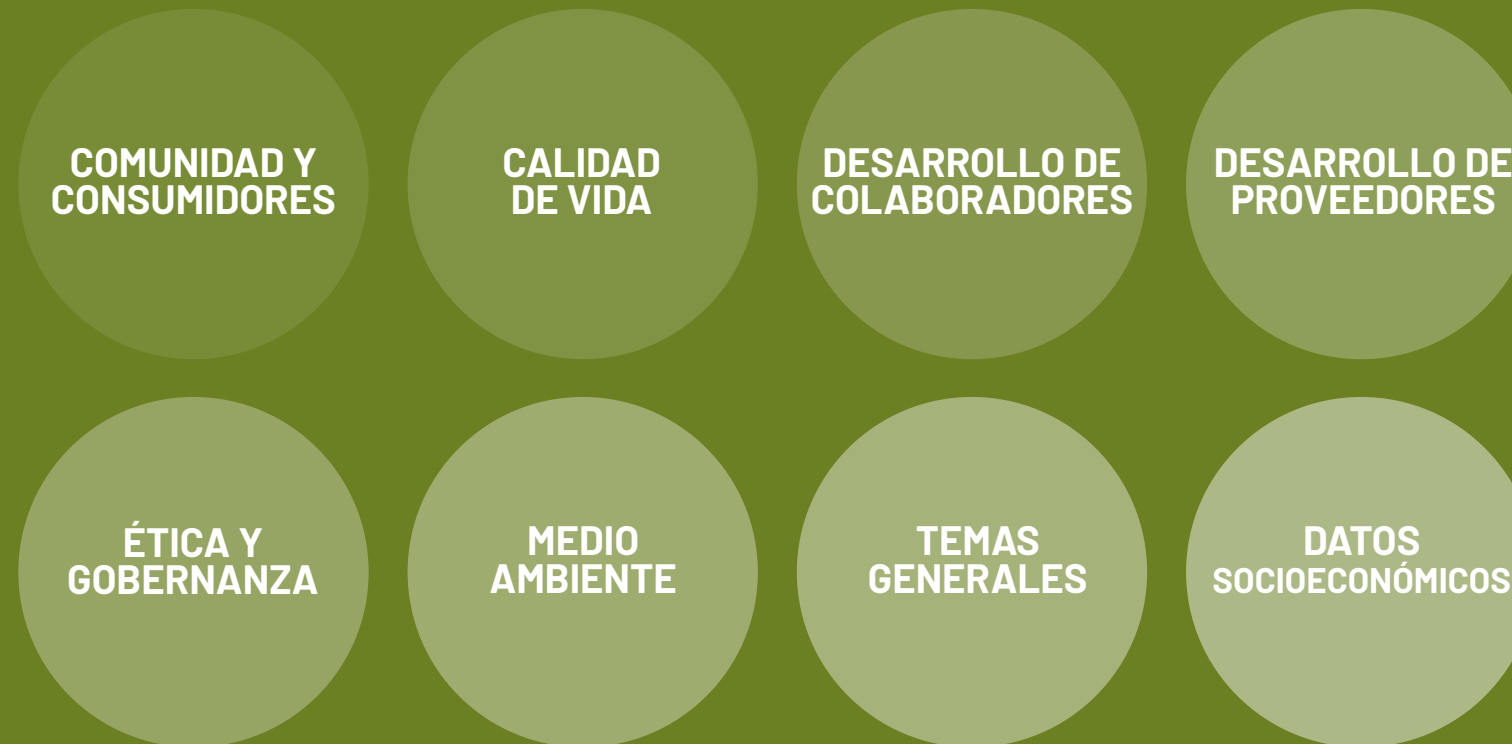 COMUNIDAD Y
CONSUMIDORES
CALIDAD
DE VIDA
DESARROLLO DE
COLABORADORES
DESARROLLO DE
PROVEEDORES
ÉTICA Y
GOBERNANZA
MEDIO
AMBIENTE
TEMAS
GENERALES
DATOS
SOCIOECONÓMICOS